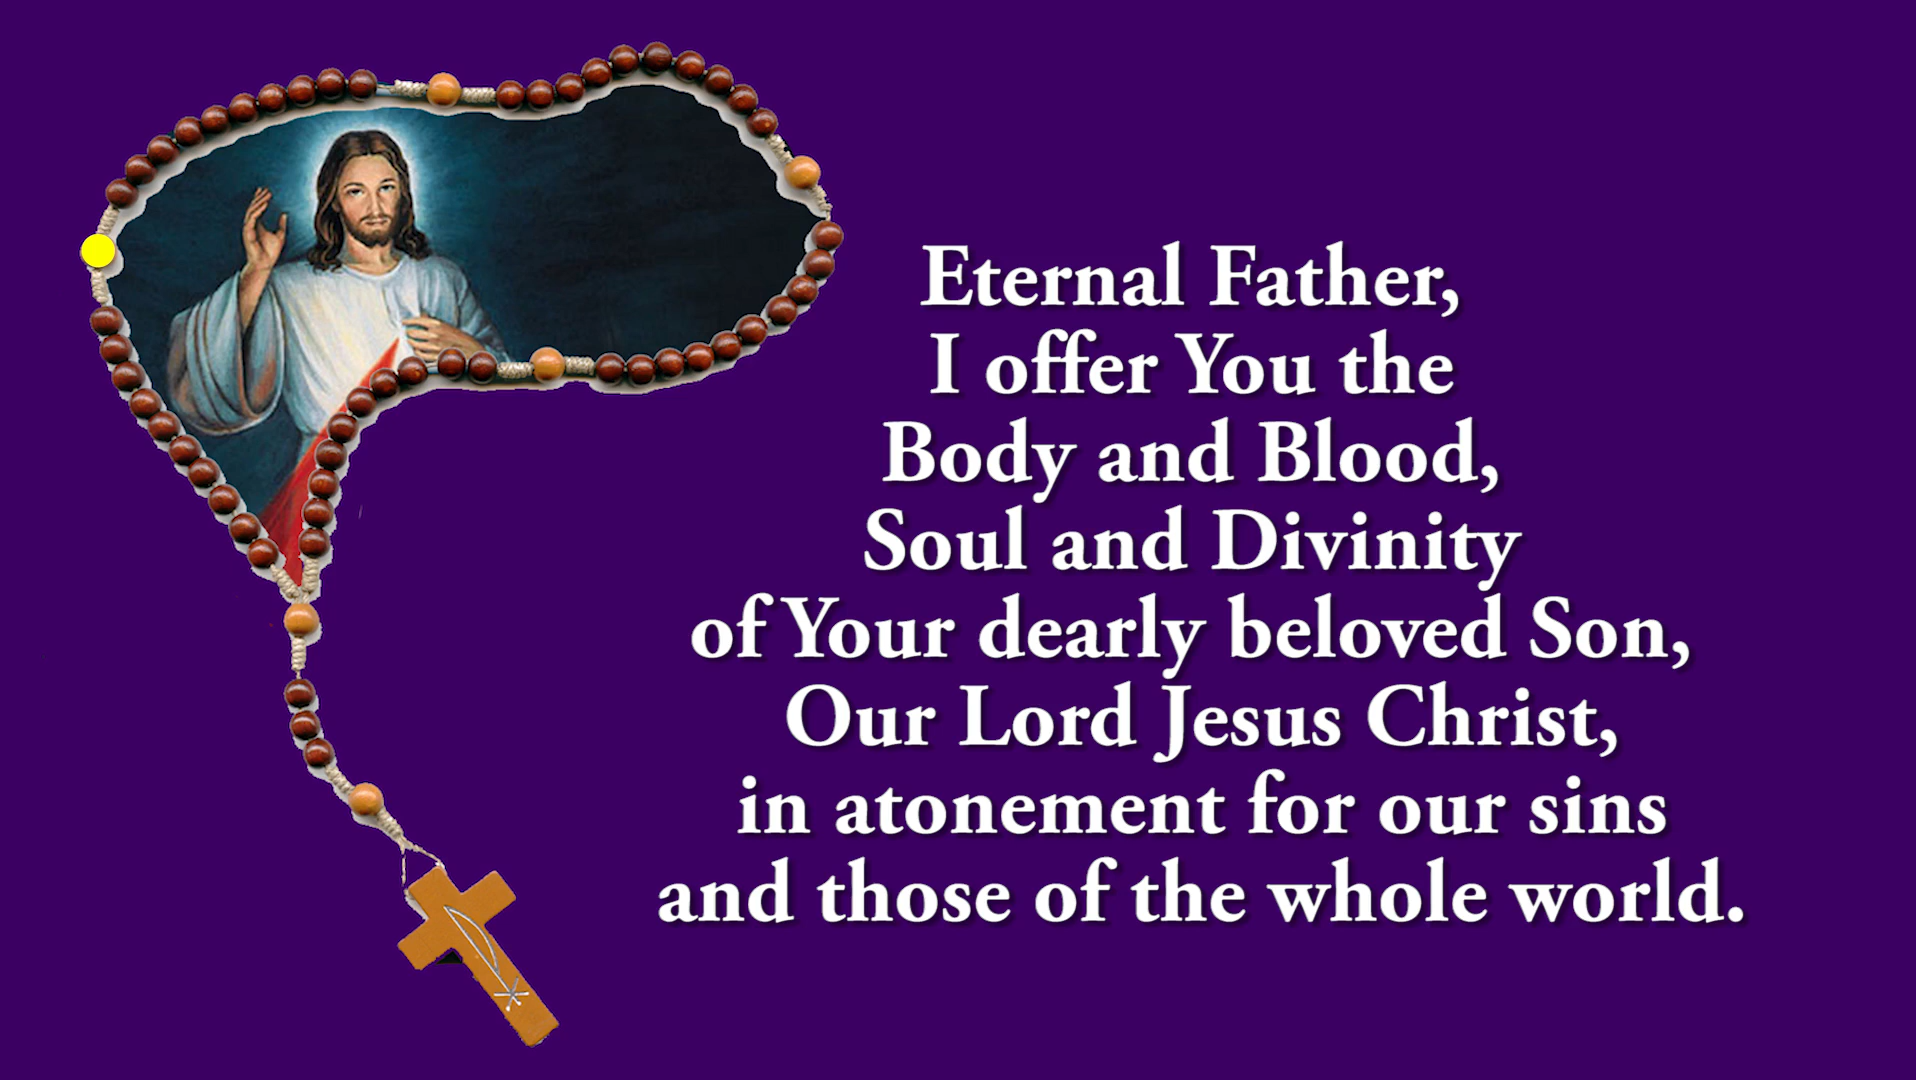 Eternal Father,
I offer You the
Body and Blood,
Soul and Divinity
of Your dearly beloved Son,
Our Lord Jesus Christ,
in atonement for our sins
and those of the whole world.